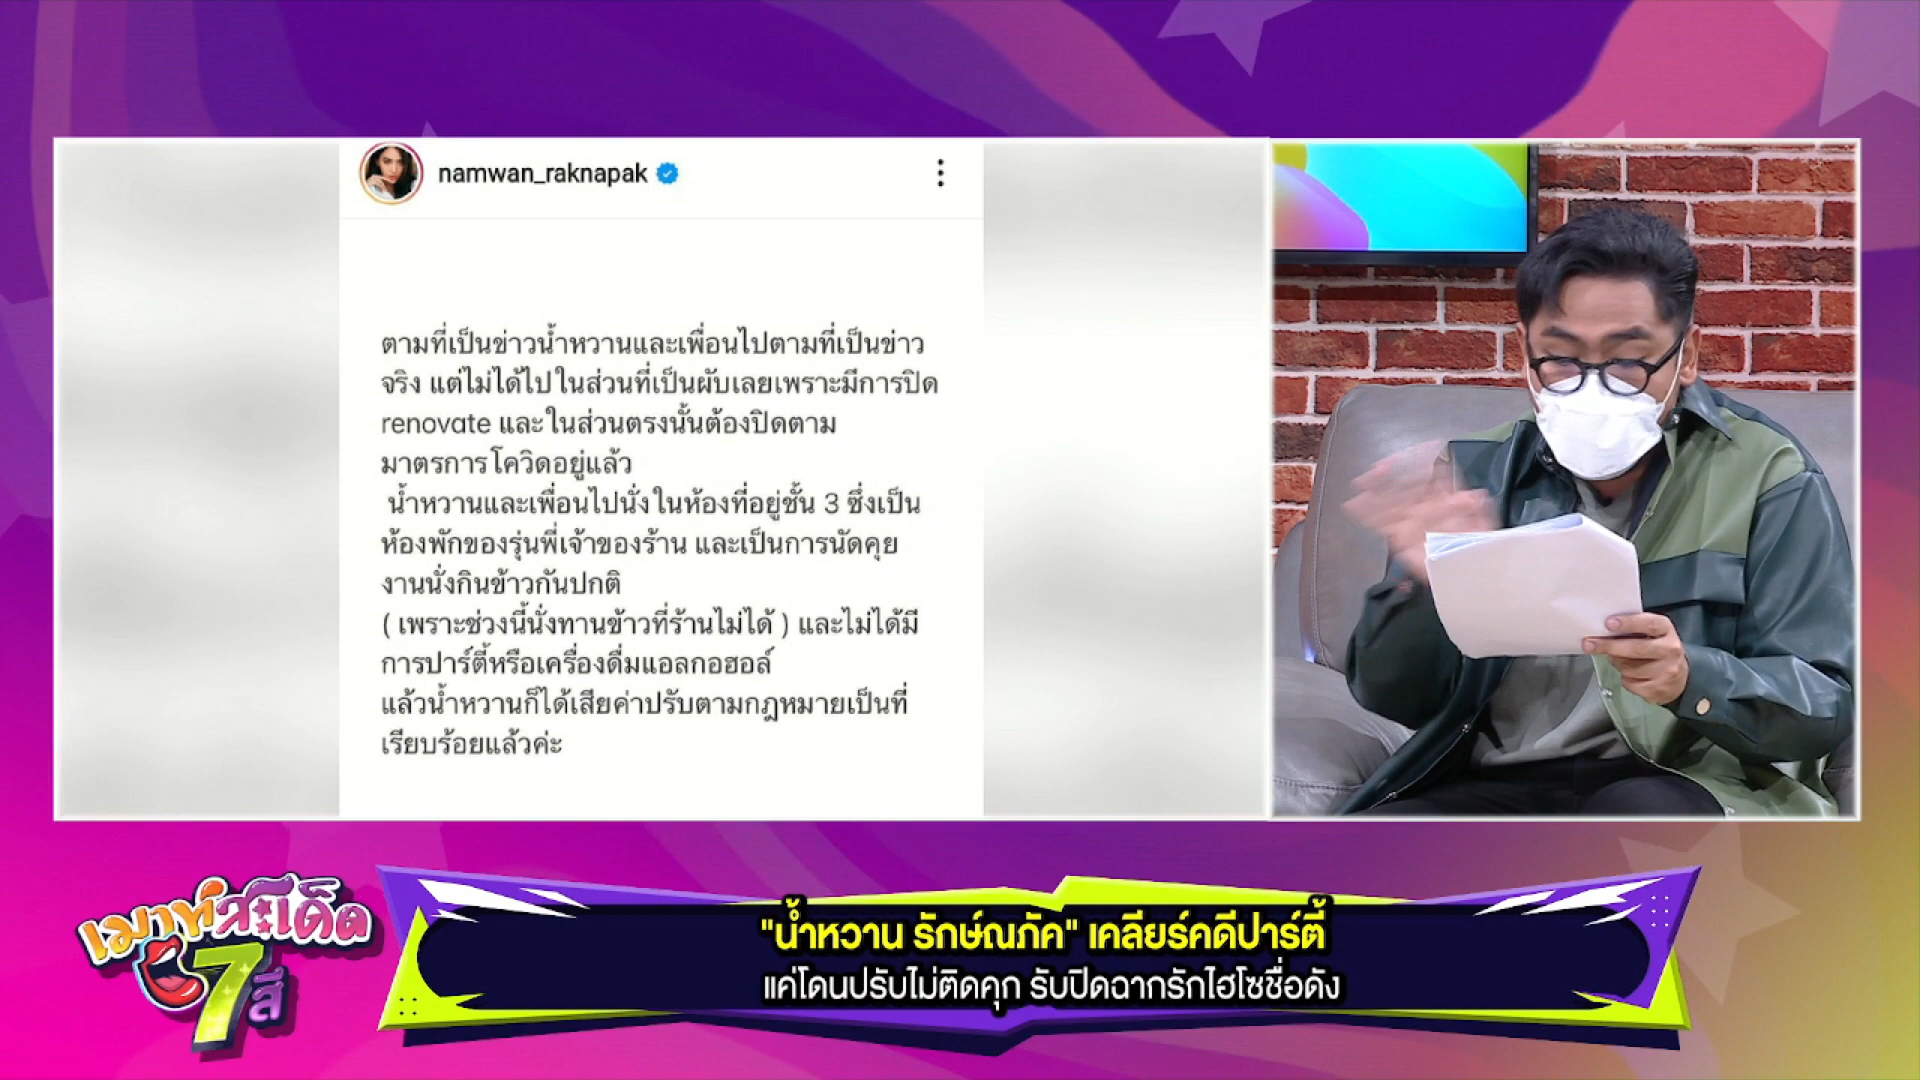 namwan_raknapak
ตามที่เป็นข่าวน้ำหวานและเพื่อนไปตามที่เป็นข่าว
จริง แต่ไม่ได้ไปในส่วนที่เป็นผับเลยเพราะมีการปิด
renovate และในส่วนตรงนั้นต้องปิดตาม
มาตรการโควิดอยู่แล้ว
น้ำหวานและเพื่อนไปนั่งในห้องที่อยู่ชั้น 3 ซึ่งเป็น
ห้องพักของรุ่นพี่เจ้าของร้าน และเป็นการนัดคุย
งานนั่งกินข้าวกันปกติ
( เพราะช่วงนี้นั่งทานข้าวที่ร้านไม่ได้ ) และไม่ได้มี
การปาร์ตี้หรือเครื่องดื่มแอลกอฮอล์
แล้วน้ำหวานก็ได้เสียค่าปรับตามกฎหมายเป็นที่
เรียบร้อยแล้วค่ะ
เมาท์สะเด็ด
7สี
"น้ำหวาน รักษ์ณภัค" เคลียร์คดีปาร์ตี้
แค่โดนปรับไม่ติดคุก รับปิดฉากรักไฮโซชื่อดัง